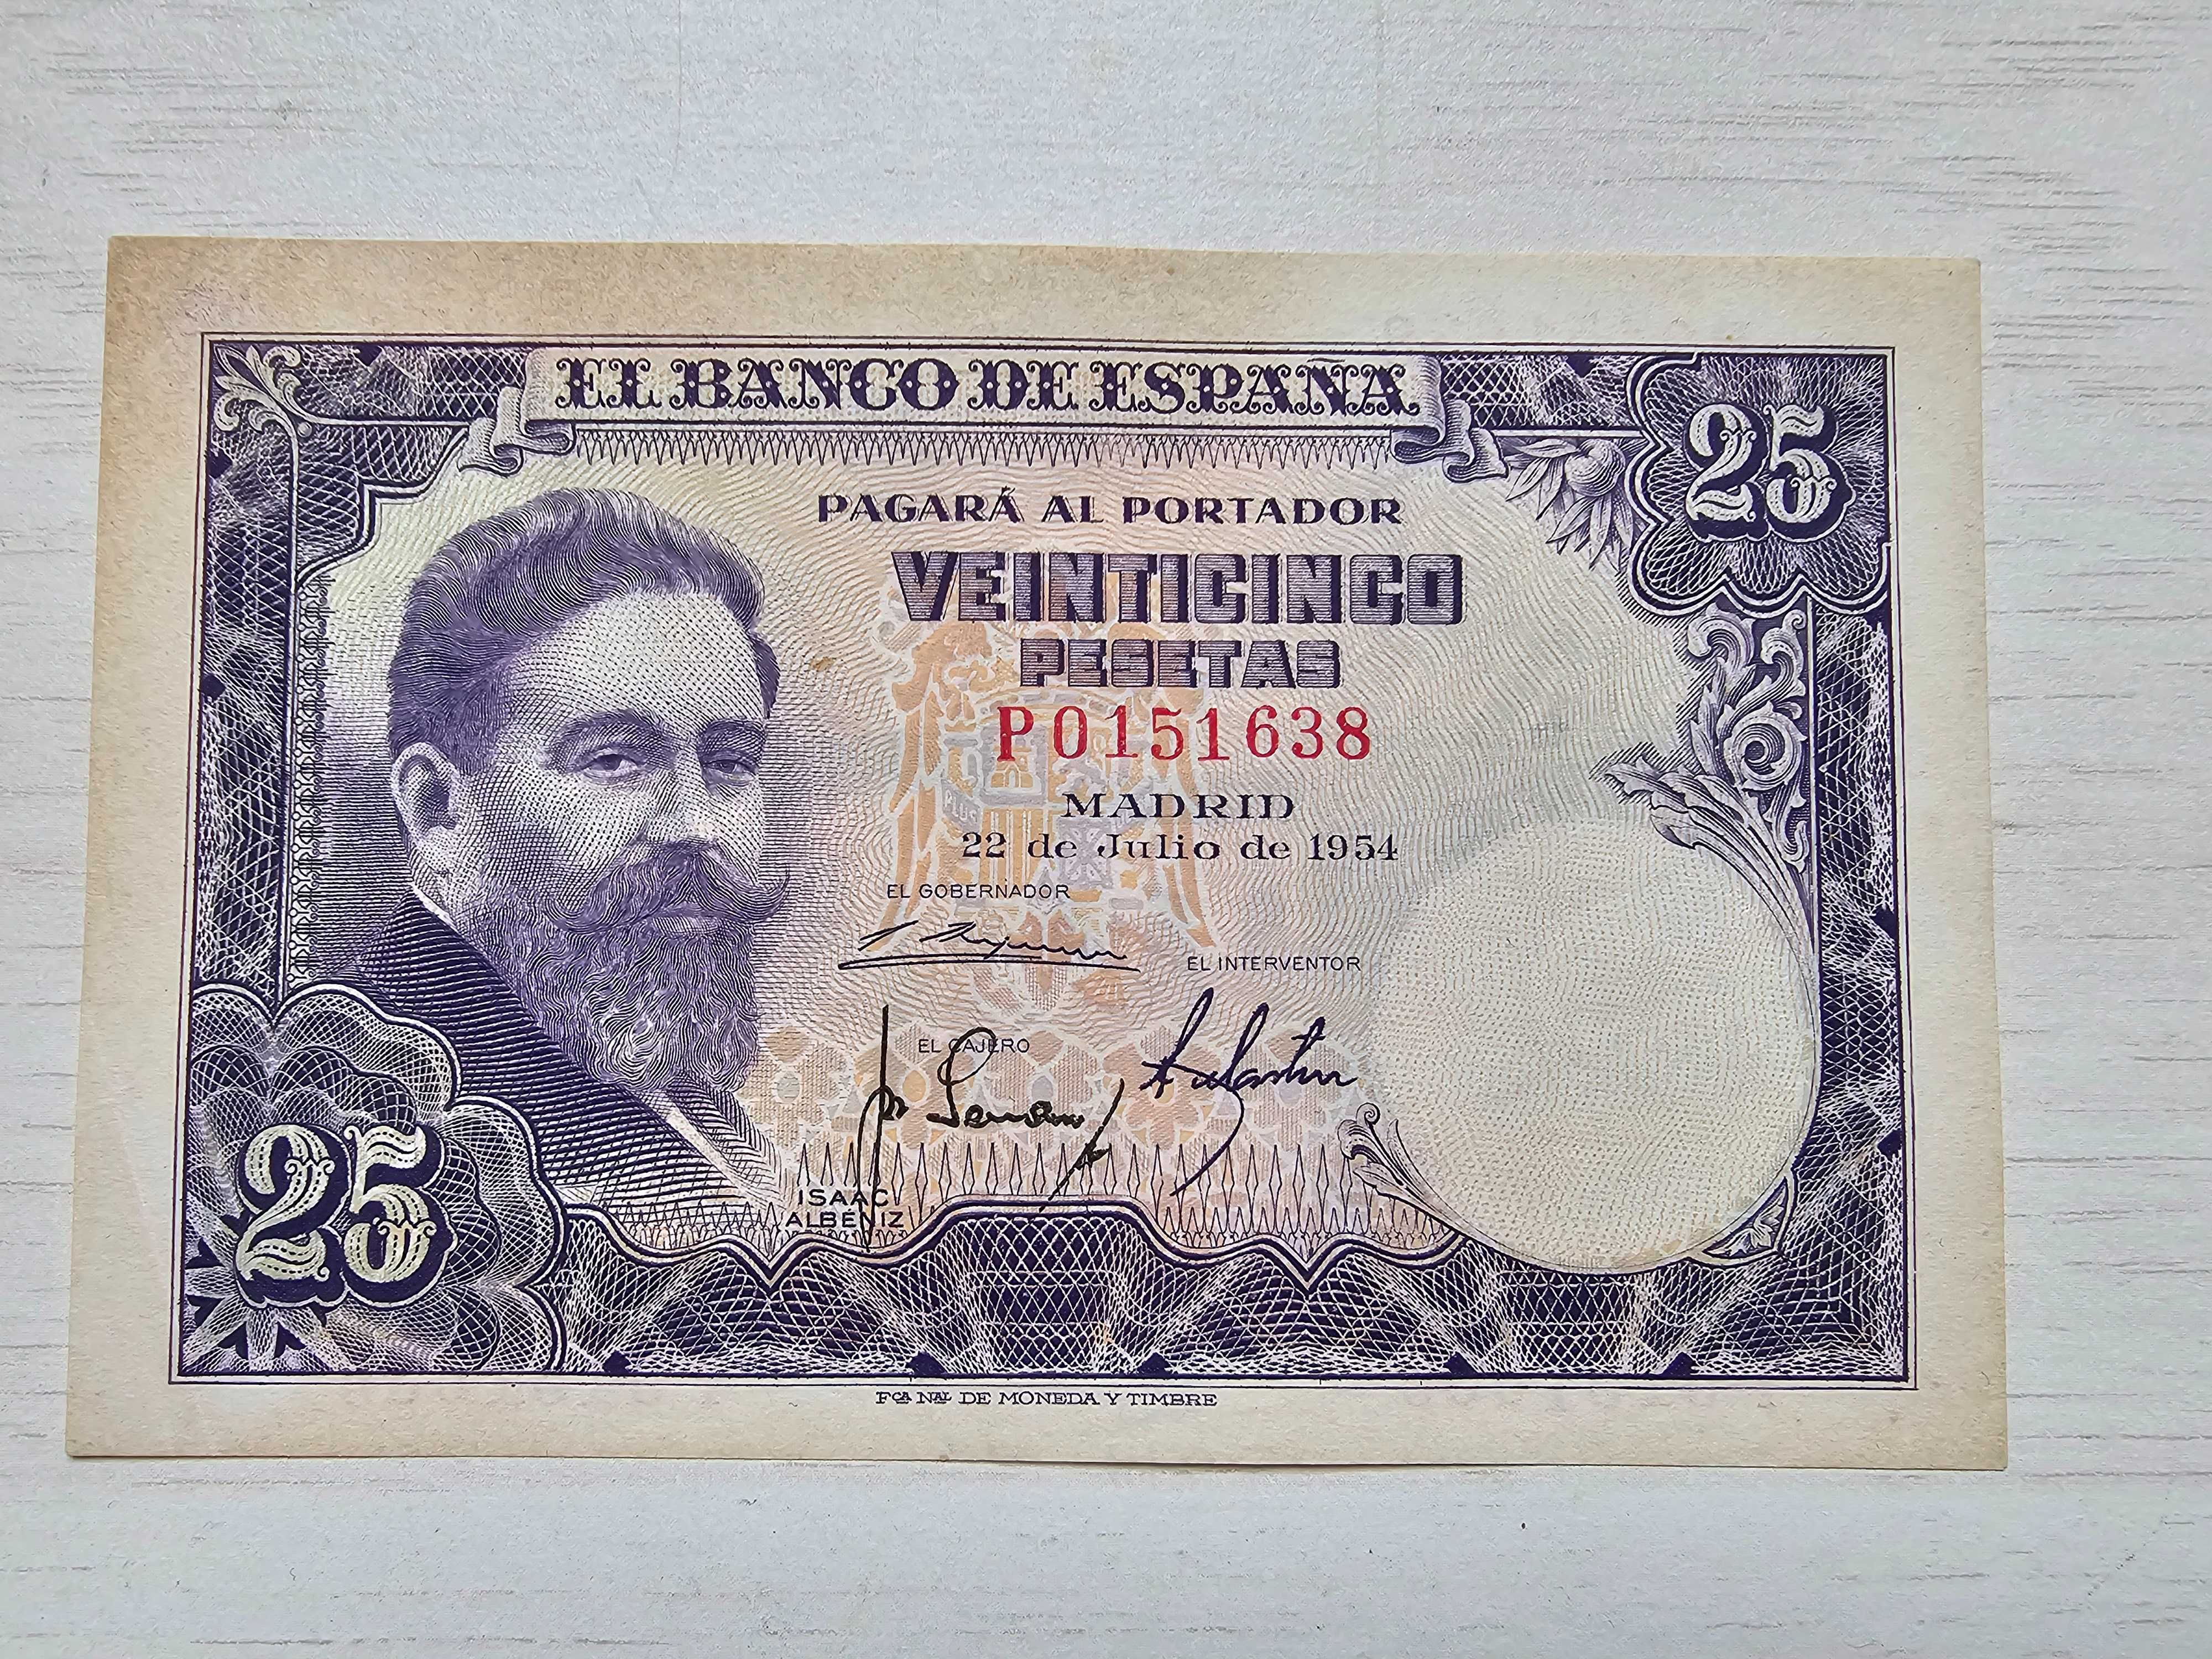 EL BANCO DE ESPAÑA
25
PAGARÁ AL PORTADOR
VEINTICINCO
PESETAS
P0151638
PLUS
MADRID
22 de Julio de 1954
EL GOBERNADOR
EL INTERVENTOR
EL CAJERO
ISAAC
ALBÉNIZ
25
FCA NAL DE MONEDA Y TIMBRE